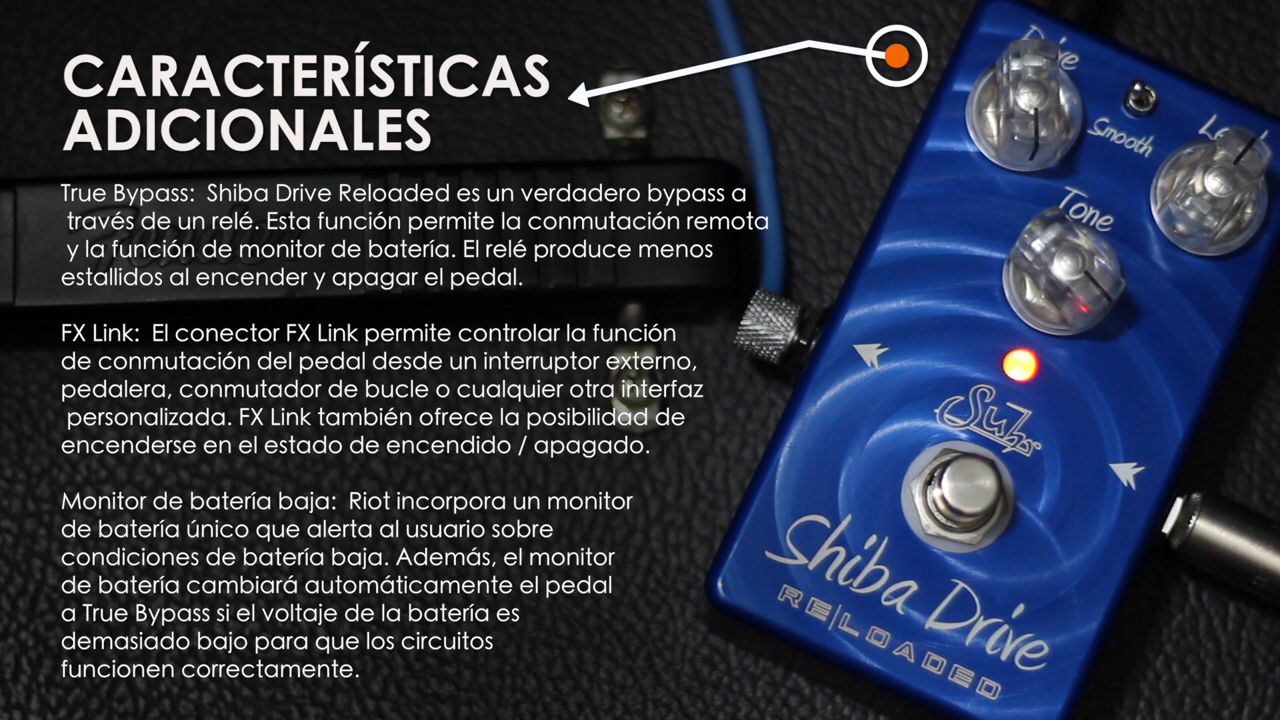 CARACTERÍSTICAS
ADICIONALES
True Bypass: Shiba Drive Reloaded es un verdadero bypass a
través de un relé. Esta función permite la conmutación remota
y la función de monitor de batería. El relé produce menos
estallidos al encender y apagar el pedal.
FX Link: El conector FX Link permite controlar la función
de conmutación del pedal desde un interruptor externo,
pedalera, conmutador de bucle o cualquier otra interfaz
personalizada. FX Link también ofrece la posibilidad de
encenderse en el estado de encendido / apagado.
Monitor de batería baja: Riot incorpora un monitor
de batería único que alerta al usuario sobre
condiciones de batería baja. Además, el monitor
de batería cambiará automáticamente el pedal
a True Bypass si el voltaje de la batería es
demasiado bajo para que los circuitos
funcionen correctamente.
Drive
Smooth
Tone
Suhr
Shiba Drive
RELOADED